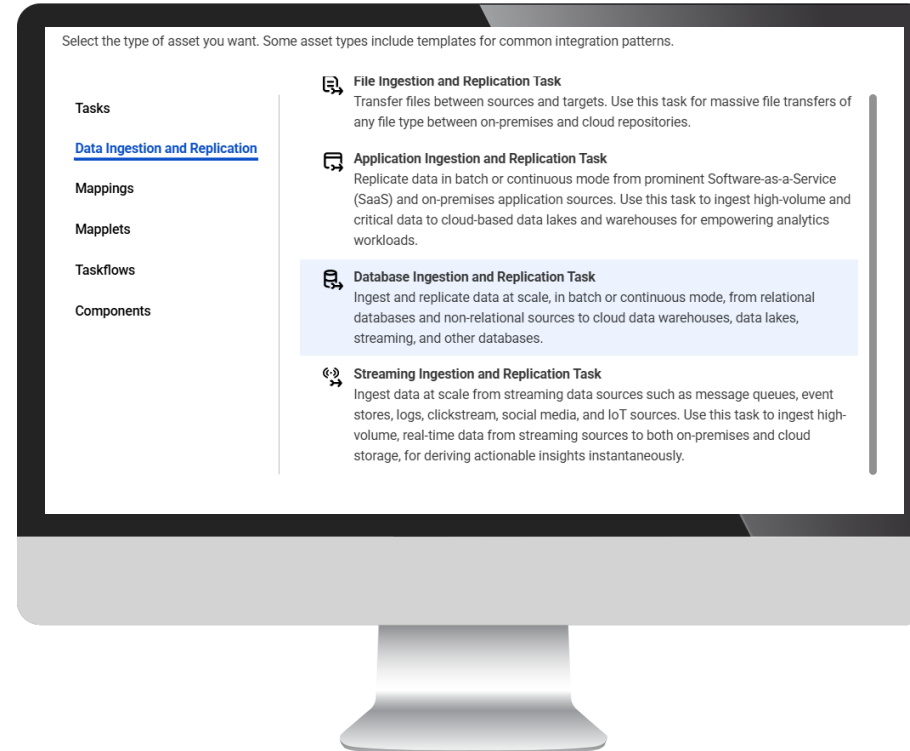 Select the type of asset you want. Some asset types include templates for common integration patterns.
Tasks
Data Ingestion and Replication
Mappings
Mapplets
Taskflows
Components
File Ingestion and Replication Task
Transfer files between sources and targets. Use this task for massive file transfers of
any file type between on-premises and cloud repositories.
Application Ingestion and Replication Task
Replicate data in batch or continuous mode from prominent Software-as-a-Service
(SaaS) and on-premises application sources. Use this task to ingest high-volume and
critical data to cloud-based data lakes and warehouses for empowering analytics
workloads.
Database Ingestion and Replication Task
Ingest and replicate data at scale, in batch or continuous mode, from relational
databases and non-relational sources to cloud data warehouses, data lakes,
streaming, and other databases.
Streaming Ingestion and Replication Task
Ingest data at scale from streaming data sources such as message queues, event
stores, logs, clickstream, social media, and IoT sources. Use this task to ingest high-
volume, real-time data from streaming sources to both on-premises and cloud
storage, for deriving actionable insights instantaneously.